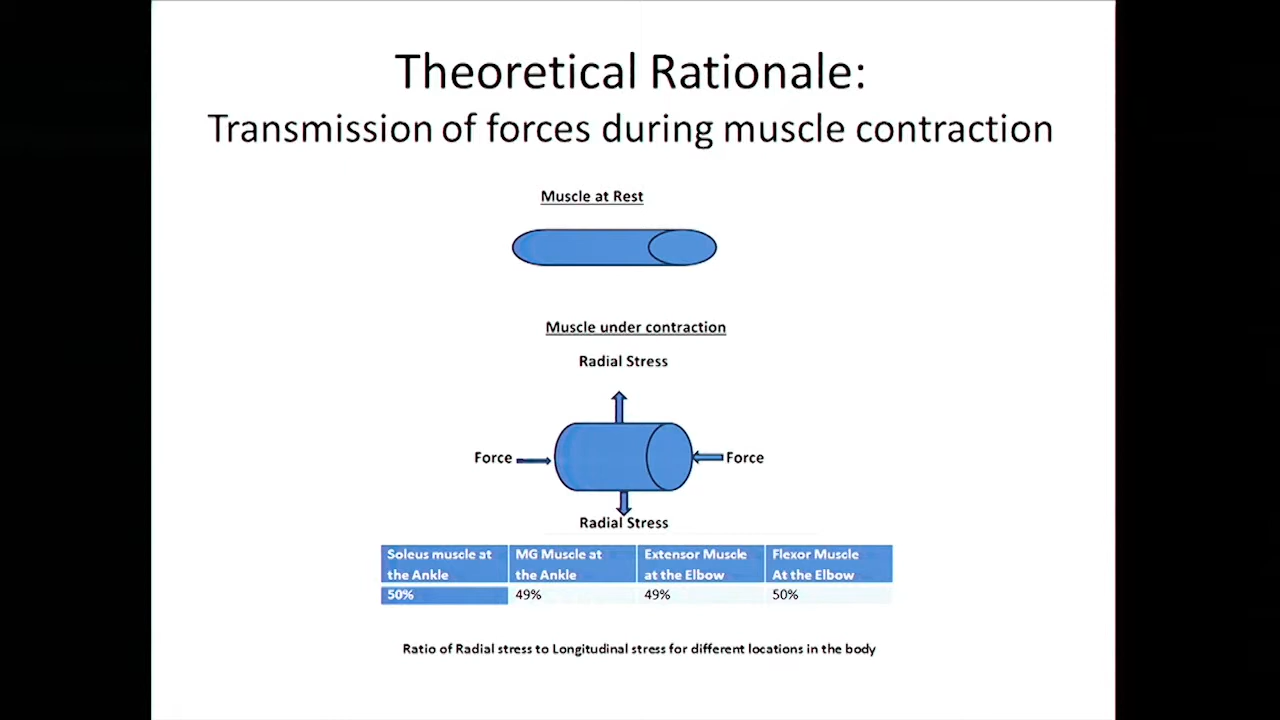 Theoretical Rationale:
Transmission of forces during muscle contraction
Muscle at Rest
Muscle under contraction
Radial Stress
Force
Force
Radial Stress
Soleus muscle at the Ankle
MG Muscle at the Ankle
Extensor Muscle at the Elbow
Flexor Muscle At the Elbow
50%
49%
49%
50%
Ratio of Radial stress to Longitudinal stress for different locations in the body